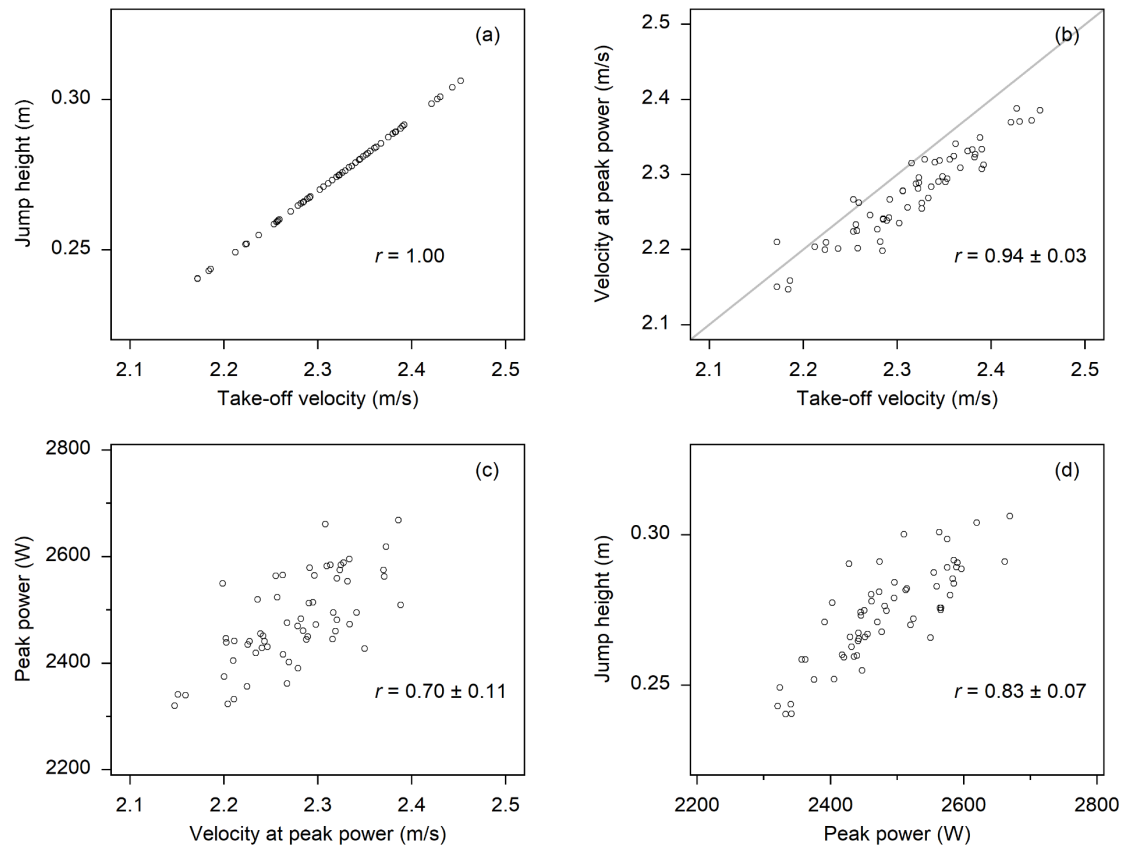 (a)
Jump height (m)
0.30
0.25
r = 1.00
2.1 2.2 2.3 2.4 2.5
Take-off velocity (m/s)
(b)
Velocity at peak power (m/s)
2.5
2.4
2.3
2.2
2.1
r = 0.94 ± 0.03
2.1 2.2 2.3 2.4 2.5
Take-off velocity (m/s)
(c)
Peak power (W)
2800
2600
2400
2200
r = 0.70 ± 0.11
2.1 2.2 2.3 2.4 2.5
Velocity at peak power (m/s)
(d)
Jump height (m)
0.30
0.25
r = 0.83 ± 0.07
2200 2400 2600 2800
Peak power (W)